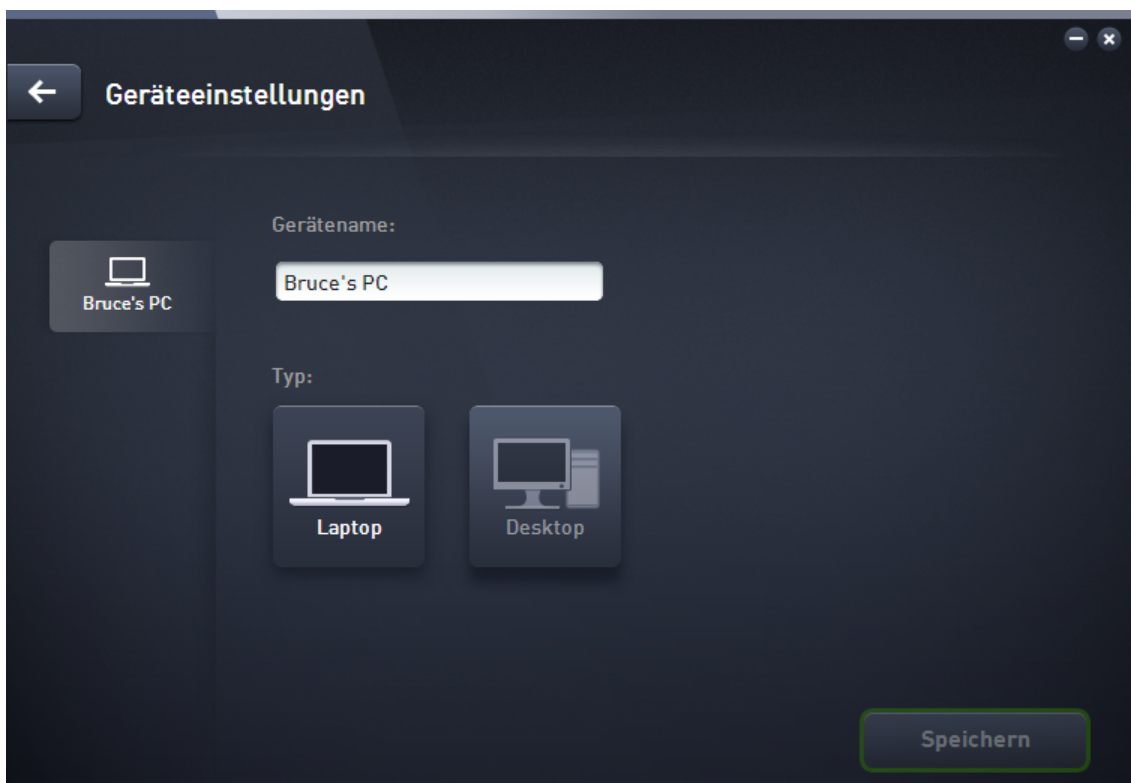 Geräteeinstellungen
Gerätename:
Bruce's PC
Bruce's PC
Typ:
Laptop
Desktop
Speichern